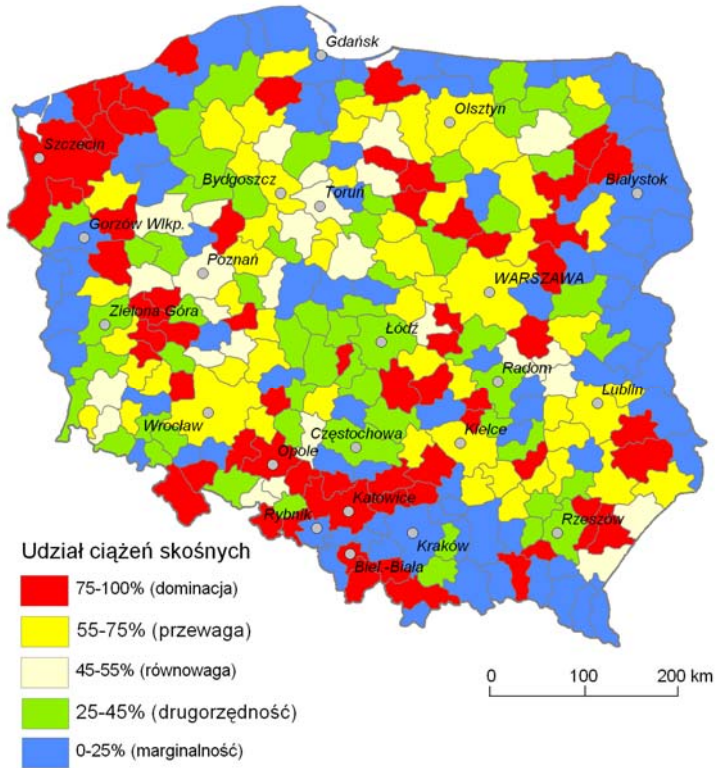 Gdańsk
Olsztyn
Szczecin
Bydgoszcz
Toruń
Białystok
Gorzów Wlkp.
Poznań
WARSZAWA
Zielona Góra
Łódź
Radom
Lublin
Wrocław
Kielce
Częstochowa
Opole
Katowice
Rybnik
Rzeszów
Kraków
Biel.-Biała
Udział ciążeń skośnych
75-100% (dominacja)
55-75% (przewaga)
45-55% (równowaga)
25-45% (drugorzędność)
0-25% (marginalność)
0 100 200 km